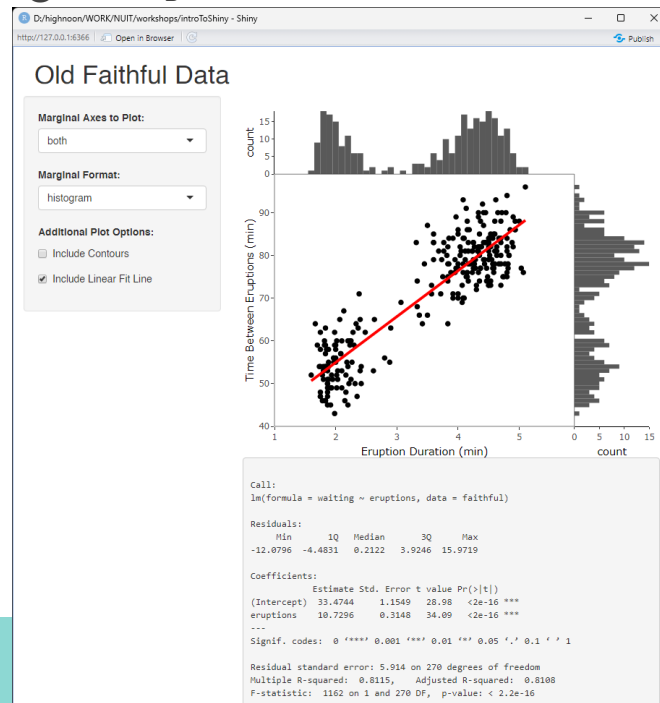 D:/highnoon/WORK/NUIT/workshops/introToShiny - Shiny
http://127.0.0.1:6366 Open in Browser Publish
Old Faithful Data
Marginal Axes to Plot:
both
Marginal Format:
histogram
Additional Plot Options:
Include Contours
Include Linear Fit Line
count
15
10
5
0
Time Between Eruptions (min)
90
80
70
60
50
40
1 2 3 4 5
Eruption Duration (min)
0 5 10 15
count
Call:
lm(formula = waiting ~ eruptions, data = faithful)
Residuals:
Min 1Q Median 3Q Max
-12.0796 -4.4831 0.2122 3.9246 15.9719
Coefficients:
Estimate Std. Error t value Pr(>|t|)
(Intercept) 33.4744 1.1549 28.98 <2e-16 ***
eruptions 10.7296 0.3148 34.09 <2e-16 ***
---
Signif. codes: 0 ‘***’ 0.001 ‘**’ 0.01 ‘*’ 0.05 ‘.’ 0.1 ‘ ’ 1
Residual standard error: 5.914 on 270 degrees of freedom
Multiple R-squared: 0.8115, Adjusted R-squared: 0.8108
F-statistic: 1162 on 1 and 270 DF, p-value: < 2.2e-16